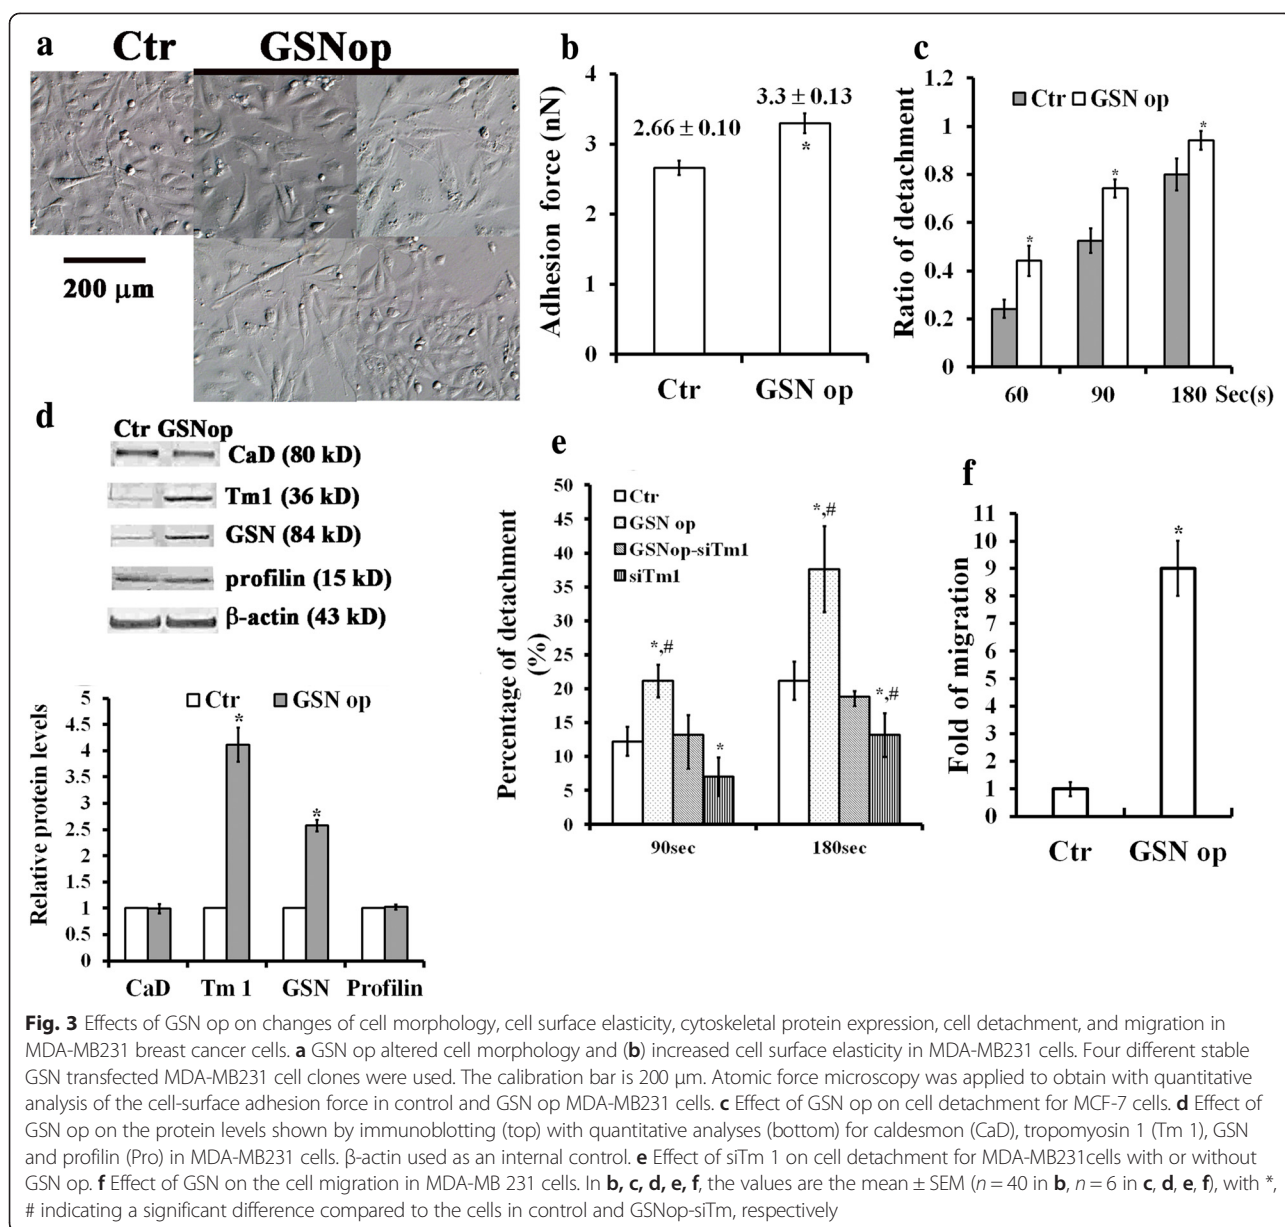 a Ctr GSNop
200 µm
b
Adhesion force (nN)
4
3
2
1
0
2.66 ± 0.10
3.3 ± 0.13
*
Ctr GSN op
c
Ratio of detachment
1.2
1
0.8
0.6
0.4
0.2
0
Ctr GSN op
* * *
60 90 180 Sec(s)
d
Ctr GSNop
CaD (80 kD)
Tm1 (36 kD)
GSN (84 kD)
profilin (15 kD)
β-actin (43 kD)
Relative protein levels
5
4.5
4
3.5
3
2.5
2
1.5
1
0.5
0
Ctr GSN op
* *
CaD Tm 1 GSN Profilin
e
Percentage of detachment
(%)
50
45
40
35
30
25
20
15
10
5
0
Ctr
GSN op
GSNop-siTm1
siTm1
*,# * *,# *,#
90sec 180sec
f
Fold of migration
11
10
9
8
7
6
5
4
3
2
1
0
*
Ctr GSN op
Fig. 3 Effects of GSN op on changes of cell morphology, cell surface elasticity, cytoskeletal protein expression, cell detachment, and migration in
MDA-MB231 breast cancer cells. a GSN op altered cell morphology and (b) increased cell surface elasticity in MDA-MB231 cells. Four different stable
GSN transfected MDA-MB231 cell clones were used. The calibration bar is 200 μm. Atomic force microscopy was applied to obtain with quantitative
analysis of the cell-surface adhesion force in control and GSN op MDA-MB231 cells. c Effect of GSN op on cell detachment for MCF-7 cells. d Effect of
GSN op on the protein levels shown by immunoblotting (top) with quantitative analyses (bottom) for caldesmon (CaD), tropomyosin 1 (Tm 1), GSN
and profilin (Pro) in MDA-MB231 cells. β-actin used as an internal control. e Effect of siTm 1 on cell detachment for MDA-MB231cells with or without
GSN op. f Effect of GSN on the cell migration in MDA-MB 231 cells. In b, c, d, e, f, the values are the mean ± SEM (n = 40 in b, n = 6 in c, d, e, f), with *,
# indicating a significant difference compared to the cells in control and GSNop-siTm, respectively